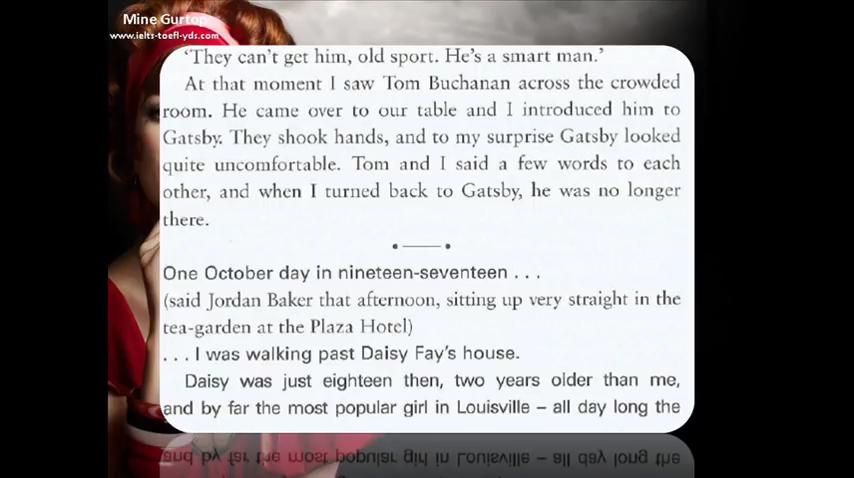 Mine Gurtop
www.ielts-toefl-yds.com
‘They can’t get him, old sport. He’s a smart man.’
At that moment I saw Tom Buchanan across the crowded
room. He came over to our table and I introduced him to
Gatsby. They shook hands, and to my surprise Gatsby looked
quite uncomfortable. Tom and I said a few words to each
other, and when I turned back to Gatsby, he was no longer
there.
One October day in nineteen-seventeen . . .
(said Jordan Baker that afternoon, sitting up very straight in the
tea-garden at the Plaza Hotel)
. . . I was walking past Daisy Fay’s house.
Daisy was just eighteen then, two years older than me,
and by far the most popular girl in Louisville – all day long the